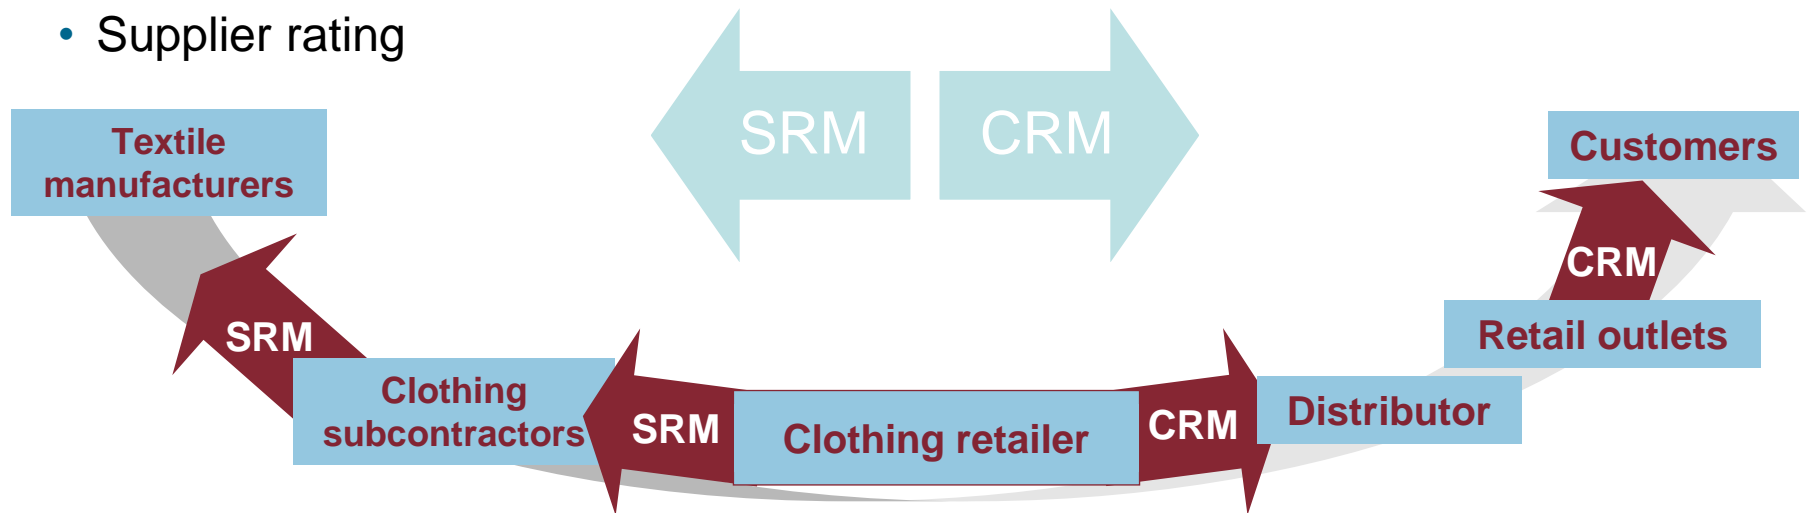 • Supplier rating
SRM
CRM
Textile
manufacturers
Customers
SRM
CRM
Clothing
subcontractors
SRM
Clothing retailer
CRM
Distributor
Retail outlets